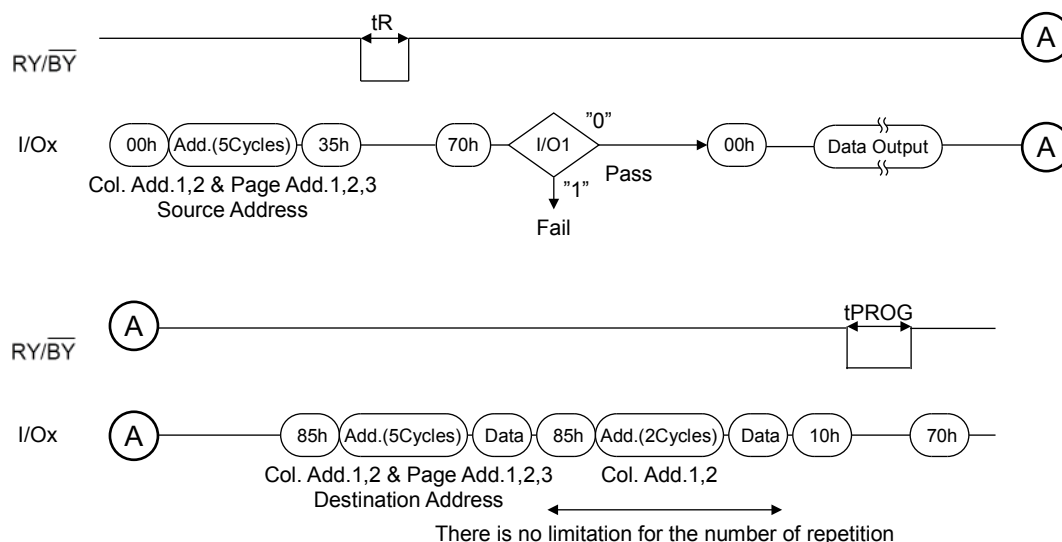 tR
RY/BY
A
I/Ox
00h Add.(5Cycles) 35h 70h I/O1 "0" 00h Data Output A
Pass
"1"
Col. Add.1,2 & Page Add.1,2,3
Source Address
Fail
A
tPROG
RY/BY
I/Ox
A 85h Add.(5Cycles) Data 85h Add.(2Cycles) Data 10h 70h
Col. Add.1,2 & Page Add.1,2,3 Col. Add.1,2
Destination Address
There is no limitation for the number of repetition